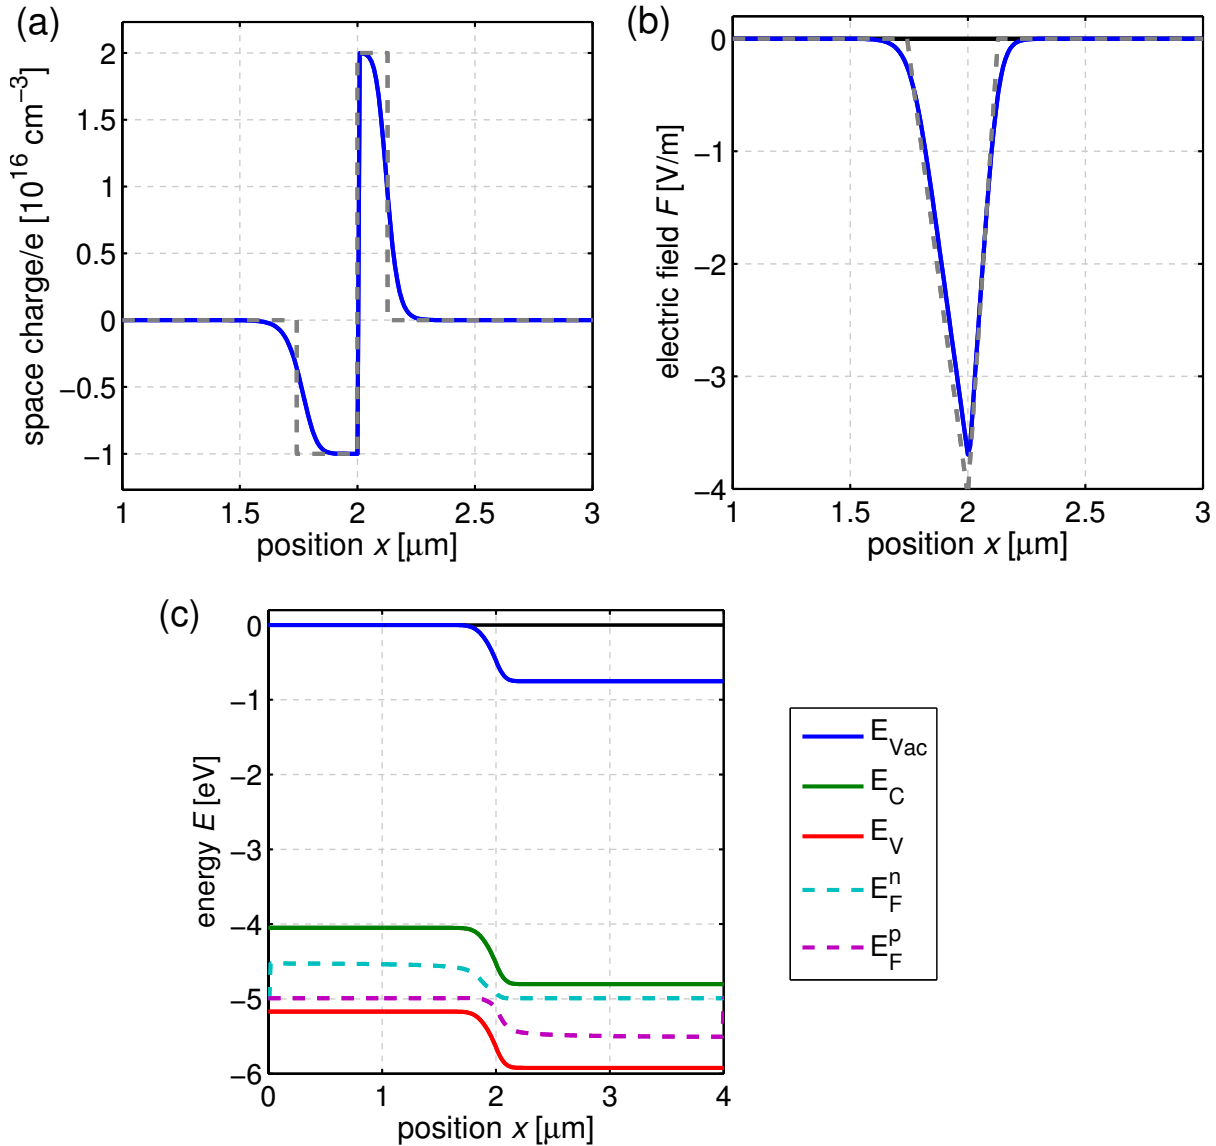 (a)
space charge/e [10^16 cm^−3]
2
1.5
1
0.5
0
−0.5
−1
1 1.5 2 2.5 3
position x [μm]
(b)
electric field F [V/m]
0
−1
−2
−3
−4
1 1.5 2 2.5 3
position x [μm]
(c)
energy E [eV]
0
−1
−2
−3
−4
−5
−6
0 1 2 3 4
position x [μm]
E_Vac
E_C
E_V
E_F^n
E_F^p